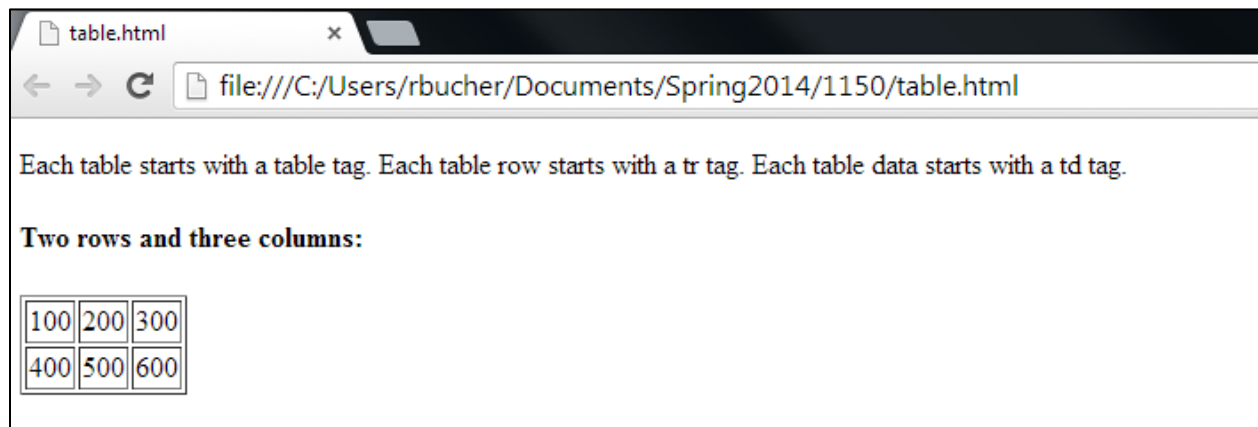 table.html
file:///C:/Users/rbucher/Documents/Spring2014/1150/table.html
Each table starts with a table tag. Each table row starts with a tr tag. Each table data starts with a td tag.
Two rows and three columns:
100 200 300
400 500 600